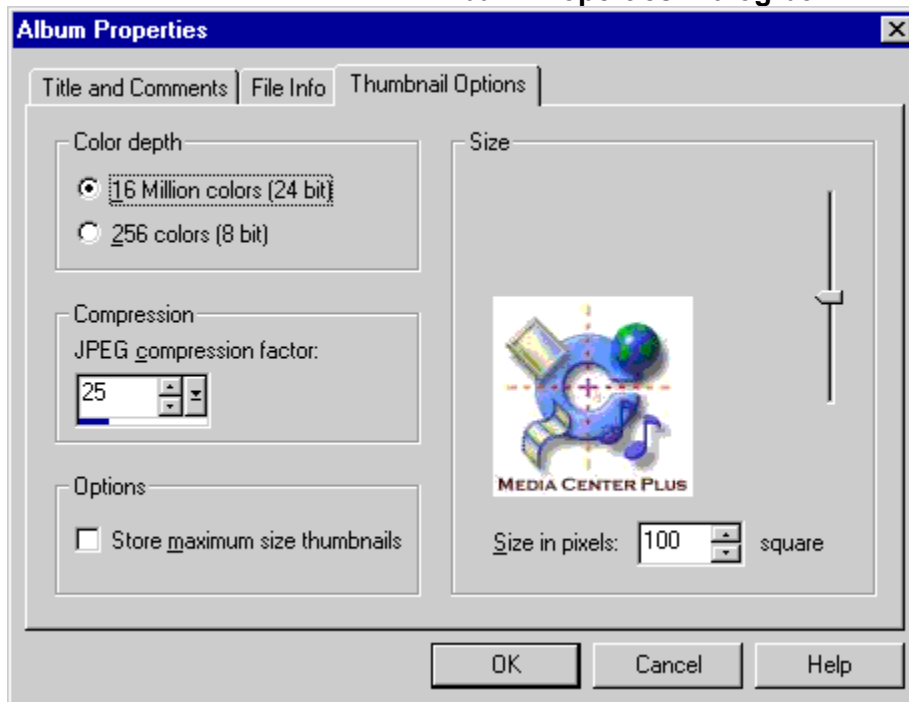 Album Properties
Title and Comments File Info Thumbnail Options
Color depth
16 Million colors (24 bit)
256 colors (8 bit)
Compression
JPEG compression factor:
25
Options
Store maximum size thumbnails
Size
MEDIA CENTER PLUS
Size in pixels: 100 square
OK Cancel Help